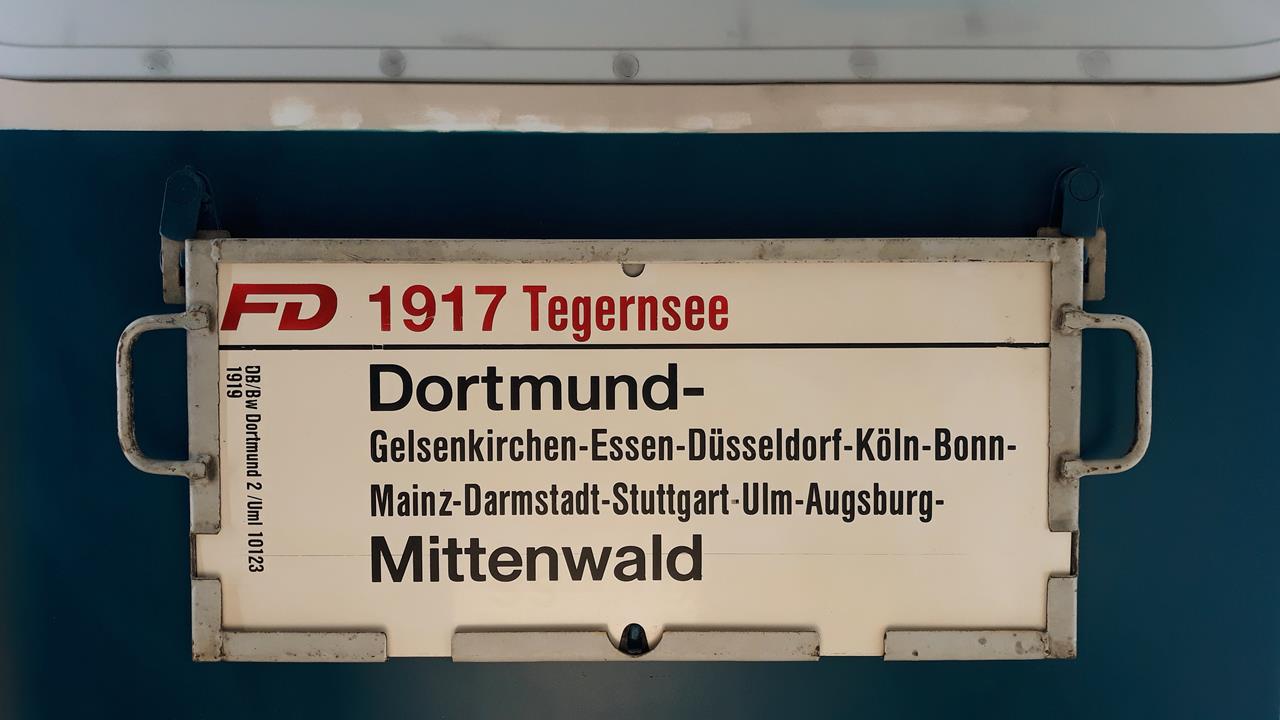 FD 1917 Tegernsee
Dortmund-
Gelsenkirchen-Essen-Düsseldorf-Köln-Bonn-
Mainz-Darmstadt-Stuttgart-Ulm-Augsburg-
Mittenwald
DB/Bw Dortmund 2 /Uml 10123
1919